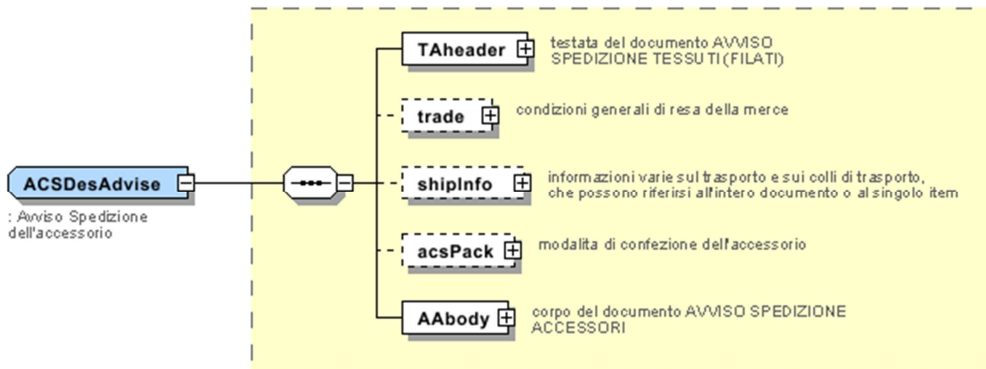 TAheader
testata del documento AVVISO
SPEDIZIONE TESSUTI (FILATI)
trade
condizioni generali di resa della merce
ACSDesAdvise
: Avviso Spedizione
dell'accessorio
shipInfo
informazioni varie sul trasporto e sui colli di trasporto,
che possono riferirsi all'intero documento o al singolo item
acsPack
modalita di confezione dell'accessorio
AAbody
corpo del documento AVVISO SPEDIZIONE
ACCESSORI